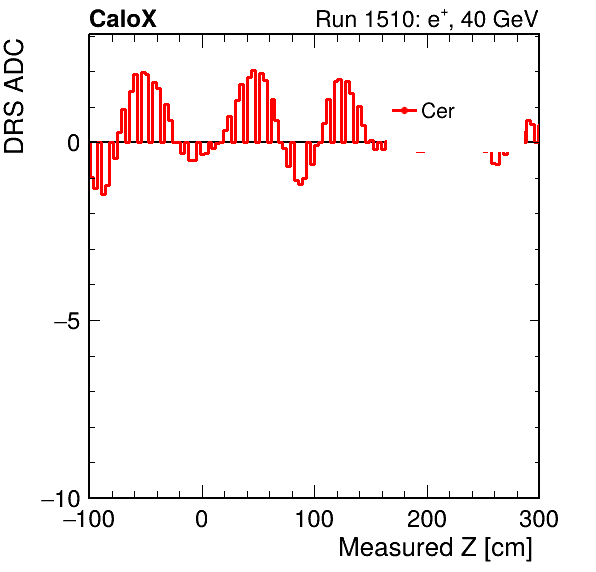 CaloX Run 1510: e⁺, 40 GeV
DRS ADC
Cer
0
−5
−10
−100 0 100 200 300
Measured Z [cm]